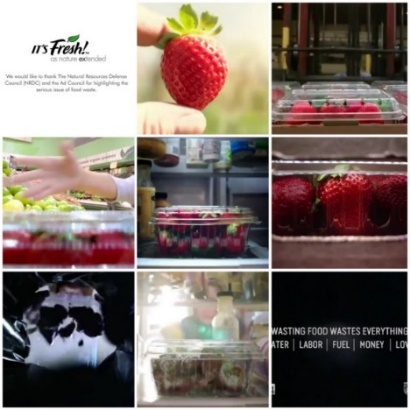 IT'S Fresh!
as nature extended
We would like to thank The Natural Resources Defense
Council (NRDC) and the Ad Council for highlighting the
serious issue of food waste.
WASTING FOOD WASTES EVERYTHING
ATER | LABOR | FUEL | MONEY | LOV